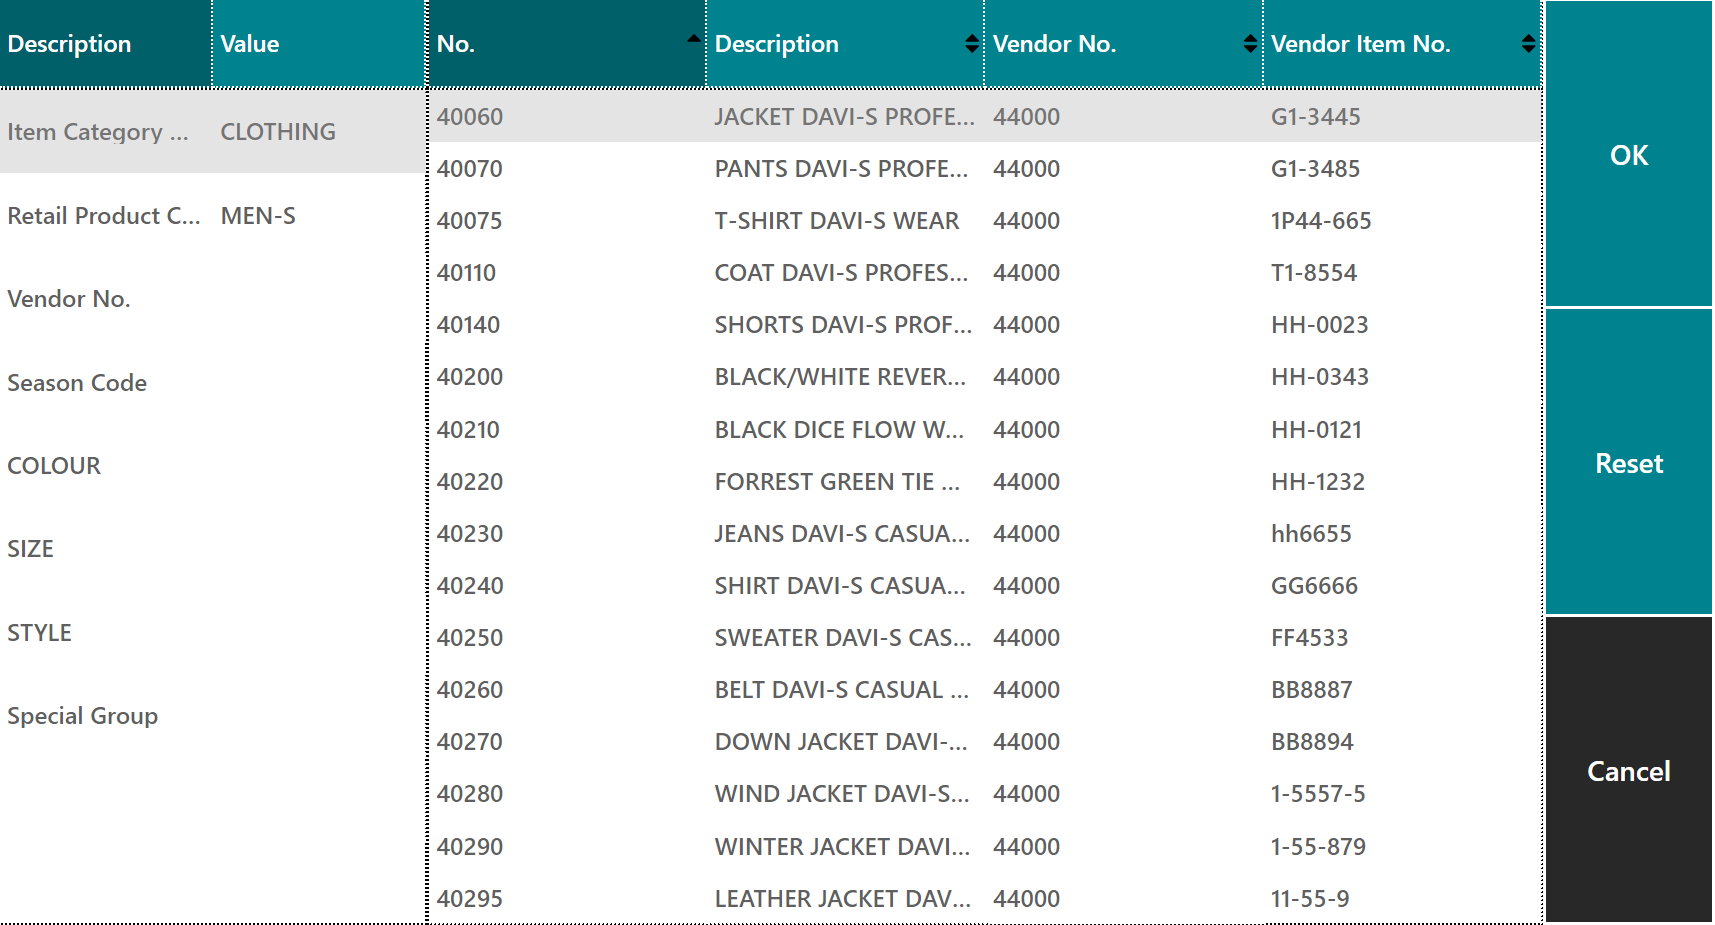 Description Value No. Description Vendor No. Vendor Item No.
Item Category ... CLOTHING
Retail Product C... MEN-S
Vendor No.
Season Code
COLOUR
SIZE
STYLE
Special Group
40060 JACKET DAVI-S PROFE... 44000 G1-3445
40070 PANTS DAVI-S PROFE... 44000 G1-3485
40075 T-SHIRT DAVI-S WEAR 44000 1P44-665
40110 COAT DAVI-S PROFES... 44000 T1-8554
40140 SHORTS DAVI-S PROF... 44000 HH-0023
40200 BLACK/WHITE REVER... 44000 HH-0343
40210 BLACK DICE FLOW W... 44000 HH-0121
40220 FORREST GREEN TIE ... 44000 HH-1232
40230 JEANS DAVI-S CASUA... 44000 hh6655
40240 SHIRT DAVI-S CASUA... 44000 GG6666
40250 SWEATER DAVI-S CAS... 44000 FF4533
40260 BELT DAVI-S CASUAL ... 44000 BB8887
40270 DOWN JACKET DAVI-... 44000 BB8894
40280 WIND JACKET DAVI-S... 44000 1-5557-5
40290 WINTER JACKET DAVI... 44000 1-55-879
40295 LEATHER JACKET DAV... 44000 11-55-9
OK
Reset
Cancel